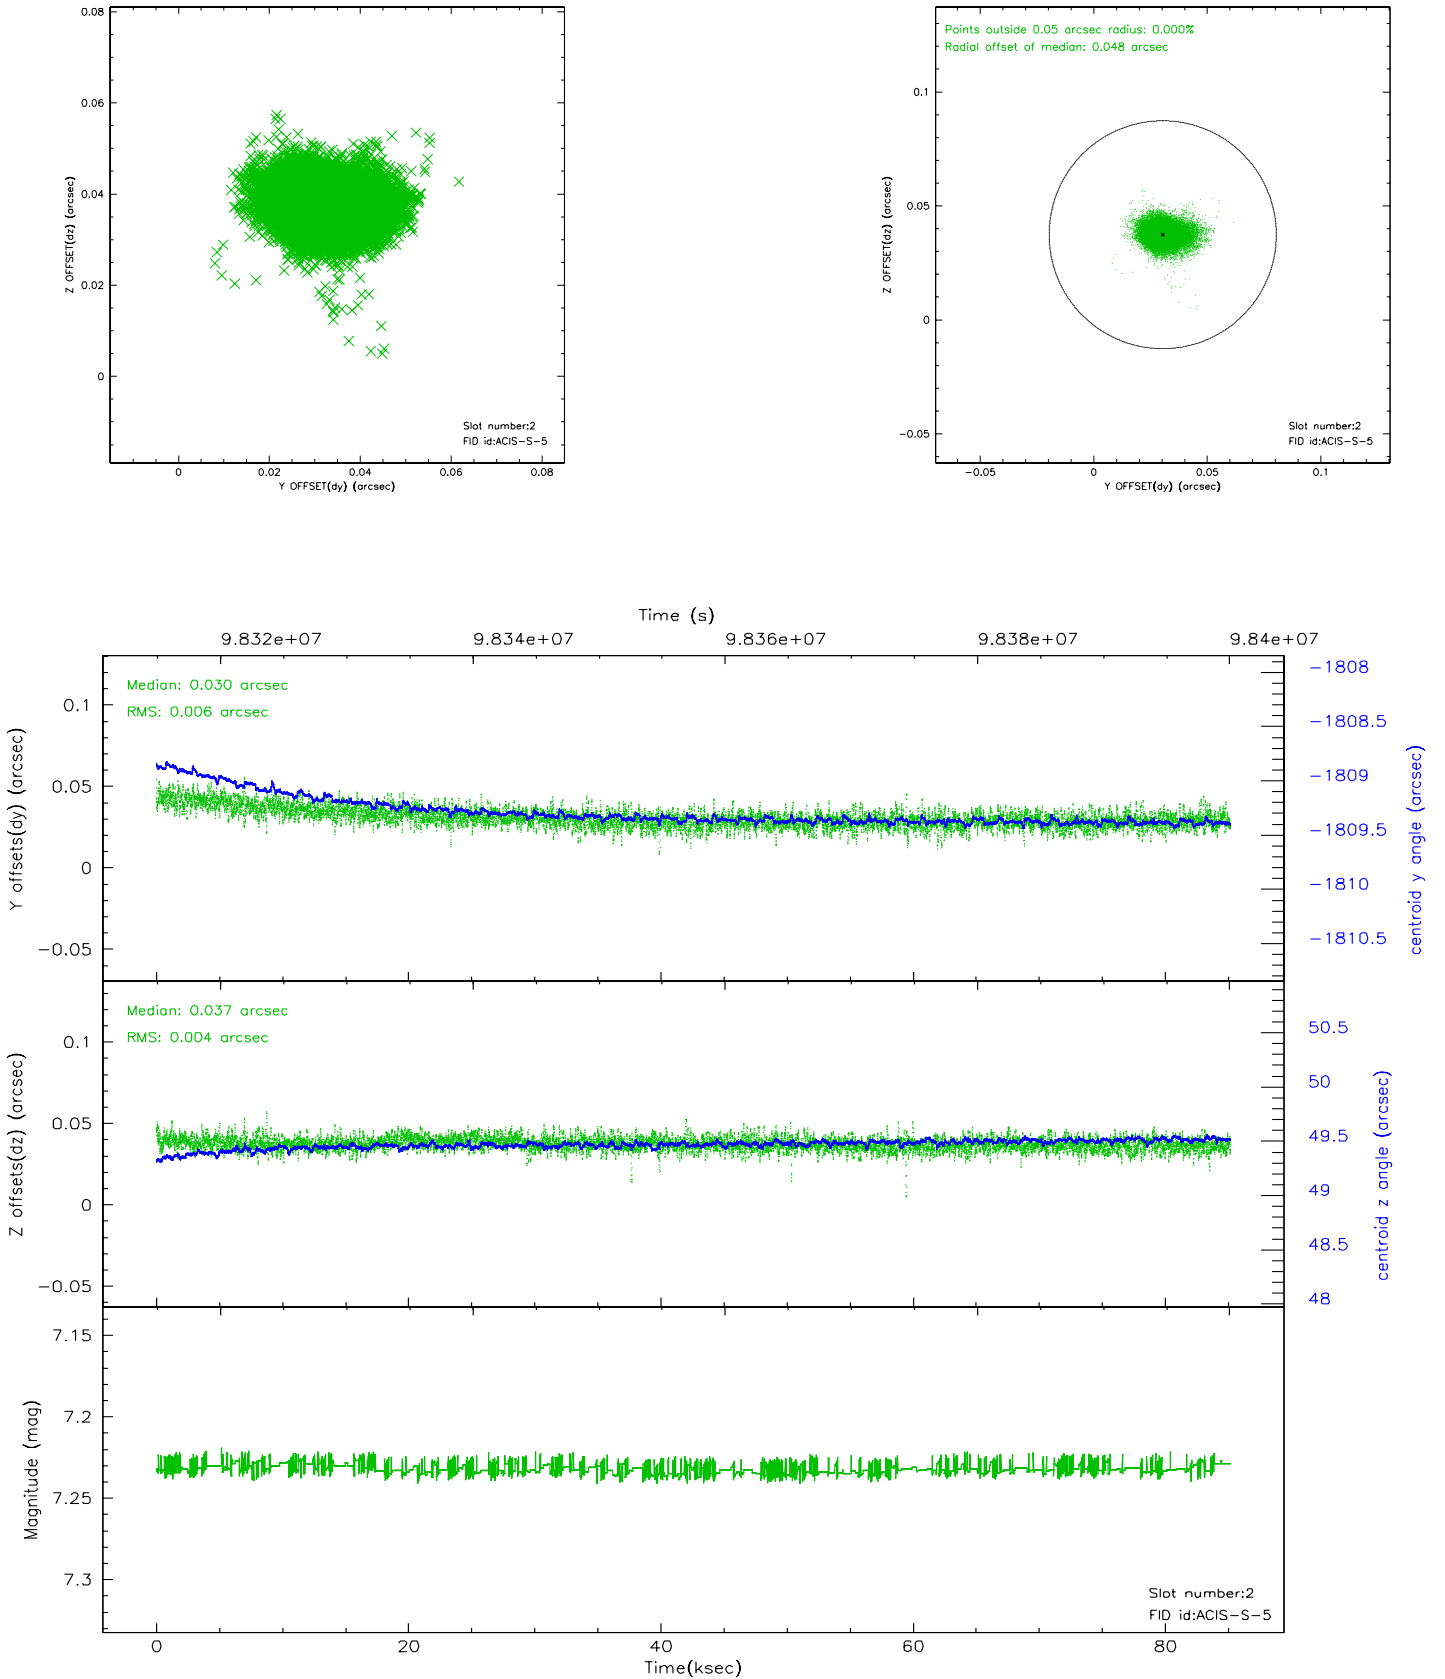 0.08
0.06
0.04
0.02
0
Z OFFSET(dz) (arcsec)
Slot number:2
FID id:ACIS-S-5
0 0.02 0.04 0.06 0.08
Y OFFSET(dy) (arcsec)
Points outside 0.05 arcsec radius: 0.000%
Radial offset of median: 0.048 arcsec
0.1
0.05
0
-0.05
Z OFFSET(dz) (arcsec)
Slot number:2
FID id:ACIS-S-5
-0.05 0 0.05 0.1
Y OFFSET(dy) (arcsec)
Time (s)
9.832e+07 9.834e+07 9.836e+07 9.838e+07 9.84e+07
Median: 0.030 arcsec
RMS: 0.006 arcsec
0.1
0.05
0
-0.05
Y offsets(dy) (arcsec)
-1808
-1808.5
-1809
-1809.5
-1810
-1810.5
centroid y angle (arcsec)
Median: 0.037 arcsec
RMS: 0.004 arcsec
0.1
0.05
0
-0.05
Z offsets(dz) (arcsec)
50.5
50
49.5
49
48.5
48
centroid z angle (arcsec)
7.15
7.2
7.25
7.3
Magnitude (mag)
Slot number:2
FID id:ACIS-S-5
0 20 40 60 80
Time(ksec)